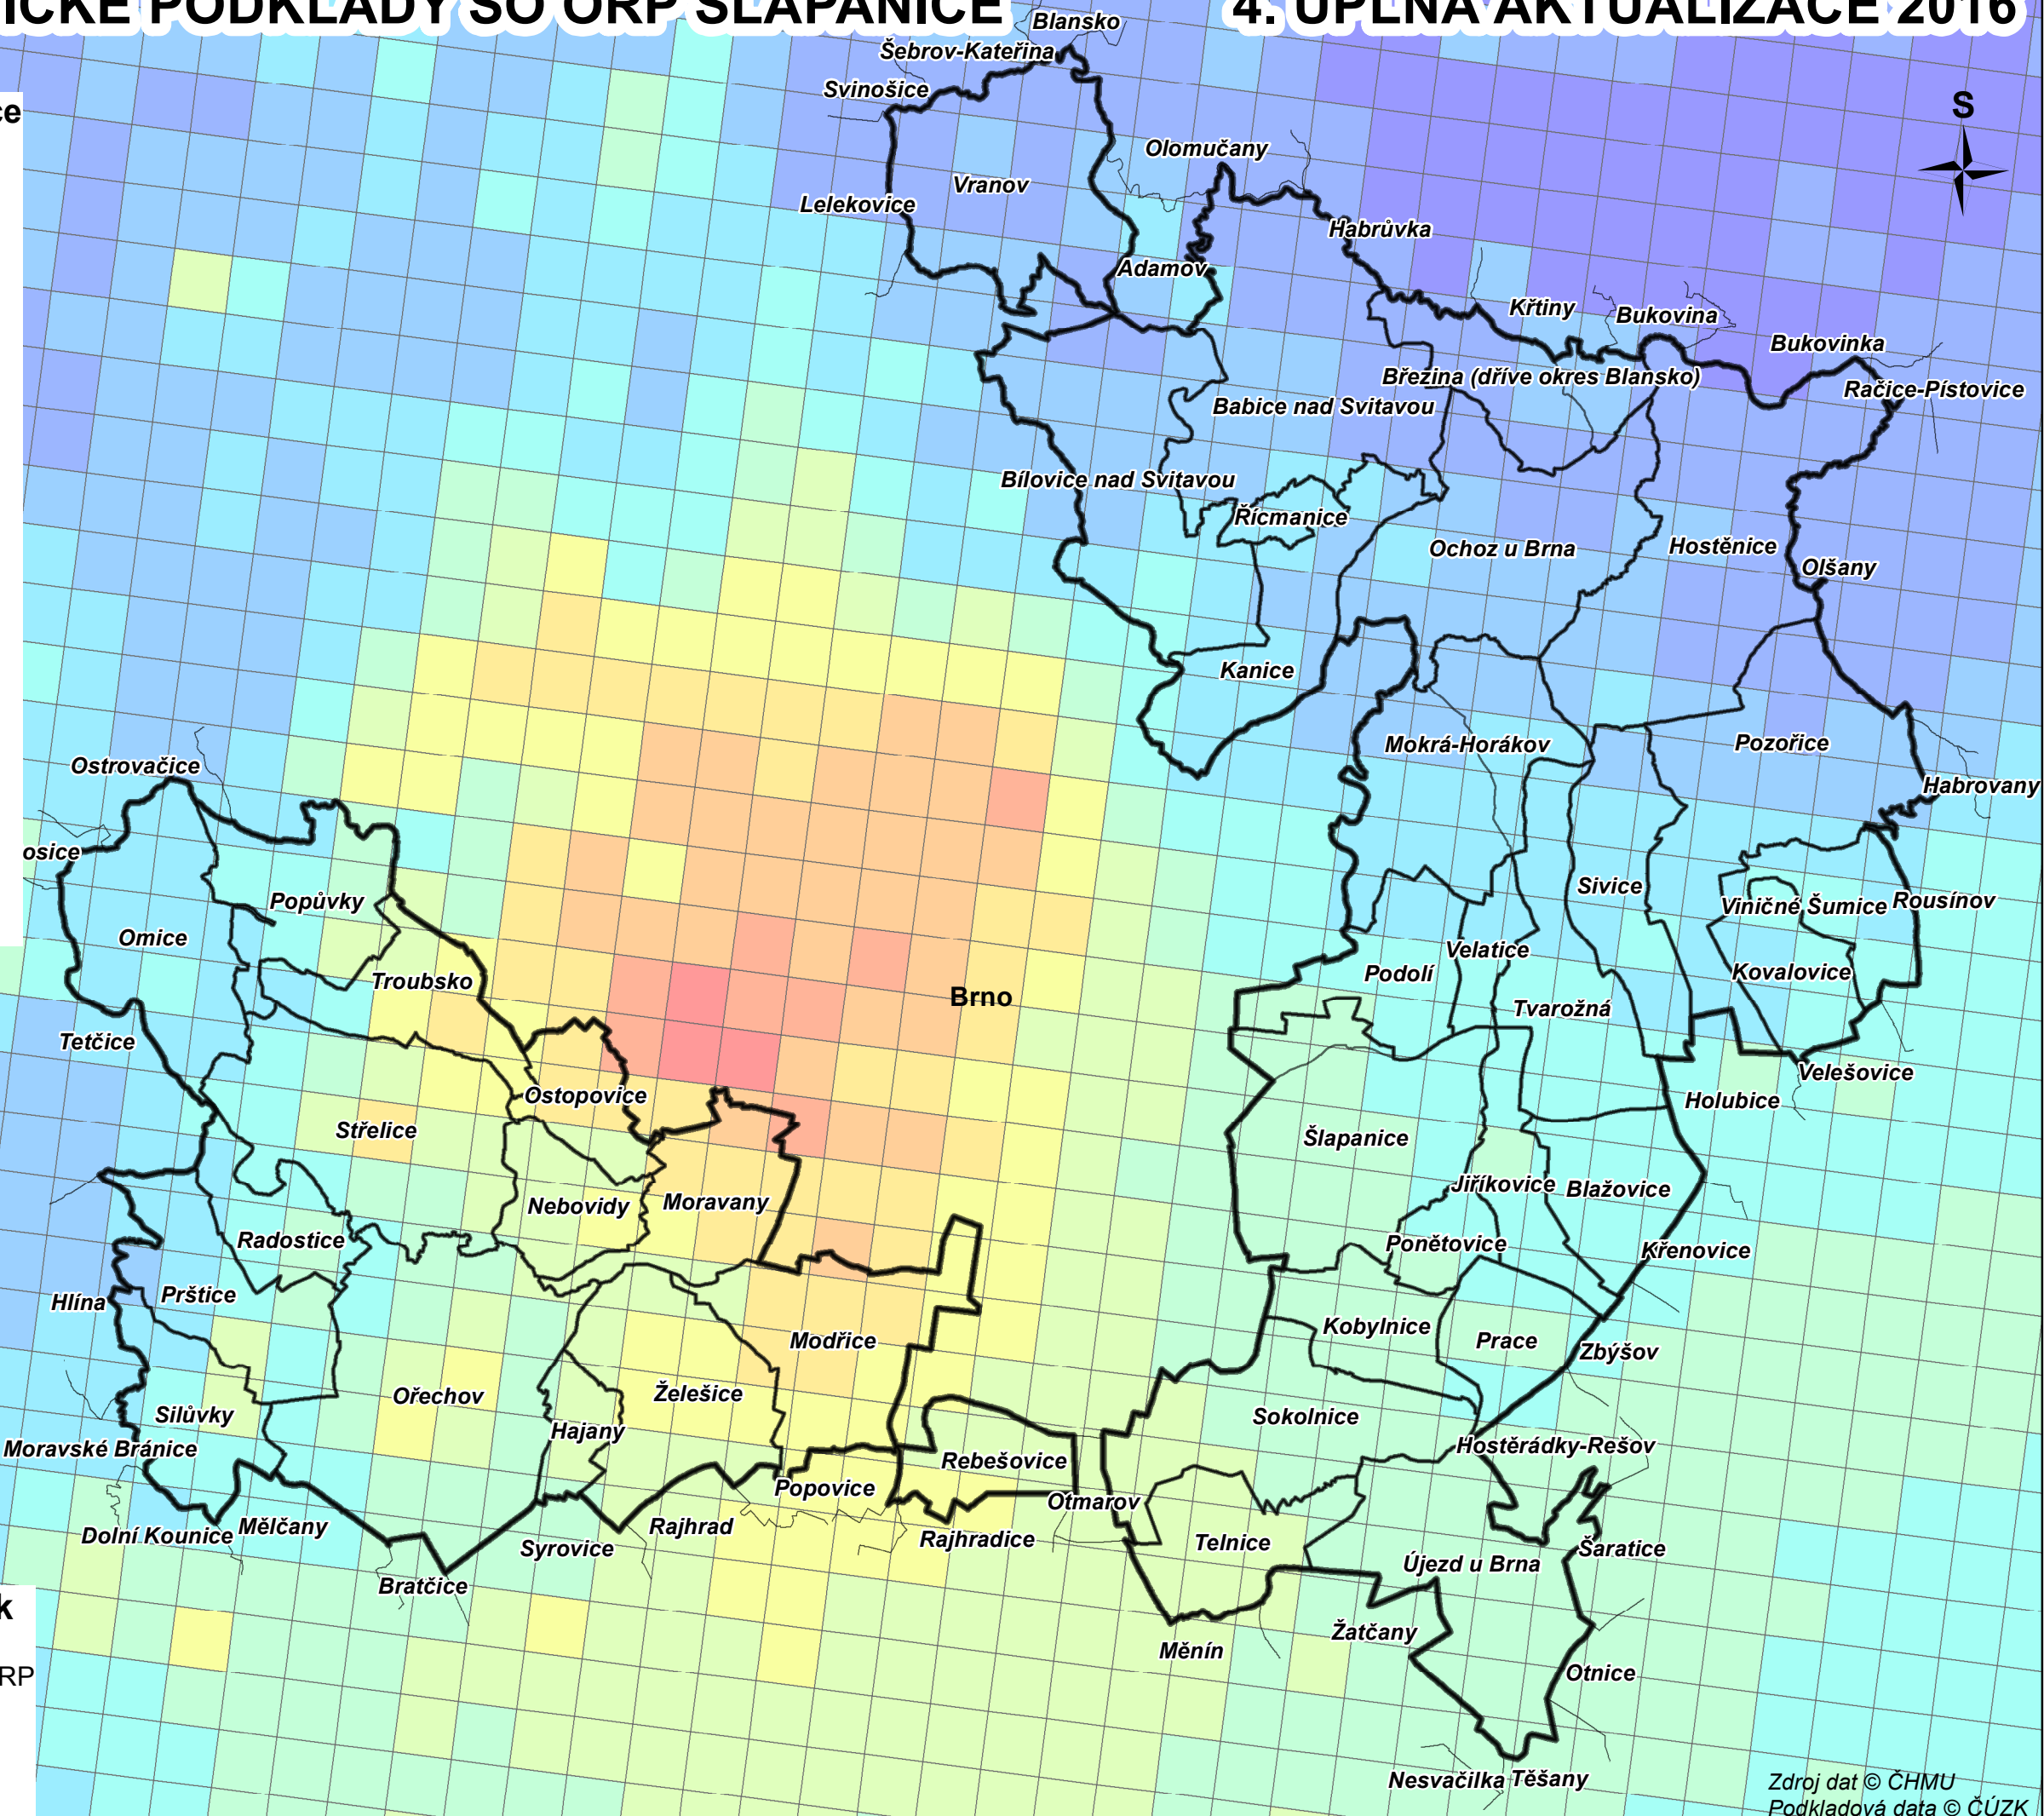 ICKÉ PODKLADY SO ORP ŠLAPANICE
4. ÚPLNÁ AKTUALIZACE 2016
ce
S
Blansko
Šebrov-Kateřina
Svinošice
Olomučany
Vranov
Lelekovice
Habrůvka
Adamov
Křtiny
Bukovina
Bukovinka
Březina (dříve okres Blansko)
Račice-Pístovice
Babice nad Svitavou
Bílovice nad Svitavou
Řícmanice
Ochoz u Brna
Hostěnice
Olšany
Kanice
Mokrá-Horákov
Pozořice
Ostrovačice
Habrovany
osice
Popůvky
Sivice
Viničné Šumice
Rousínov
Omice
Velatice
Podolí
Kovalovice
Troubsko
Brno
Tvarožná
Tetčice
Velešovice
Ostopovice
Holubice
Střelice
Šlapanice
Jiříkovice
Blažovice
Nebovidy
Moravany
Radostice
Ponětovice
Křenovice
Prštice
Hlína
Modřice
Kobylnice
Prace
Zbýšov
Ořechov
Želešice
Silůvky
Hajany
Sokolnice
Moravské Bránice
Hostěrádky-Rešov
Rebešovice
Popovice
Otmarov
Rajhrad
Rajhradice
Telnice
Dolní Kounice
Mělčany
Syrovice
Újezd u Brna
Šaratice
Bratčice
k
Žatčany
Měnín
Otnice
RP
Nesvačilka
Těšany
Zdroj dat © ČHMU
Podkladová data © ČÚZK